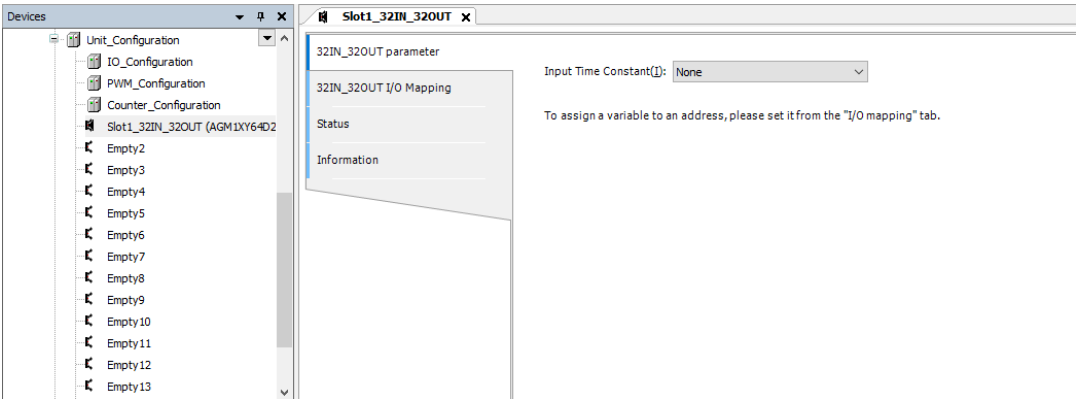 Devices
Unit_Configuration
IO_Configuration
PWM_Configuration
Counter_Configuration
Slot1_32IN_32OUT (AGM1XY64D2
Empty2
Empty3
Empty4
Empty5
Empty6
Empty7
Empty8
Empty9
Empty10
Empty11
Empty12
Empty13
Slot1_32IN_32OUT
32IN_32OUT parameter
32IN_32OUT I/O Mapping
Status
Information
Input Time Constant(I): None
To assign a variable to an address, please set it from the "I/O mapping" tab.